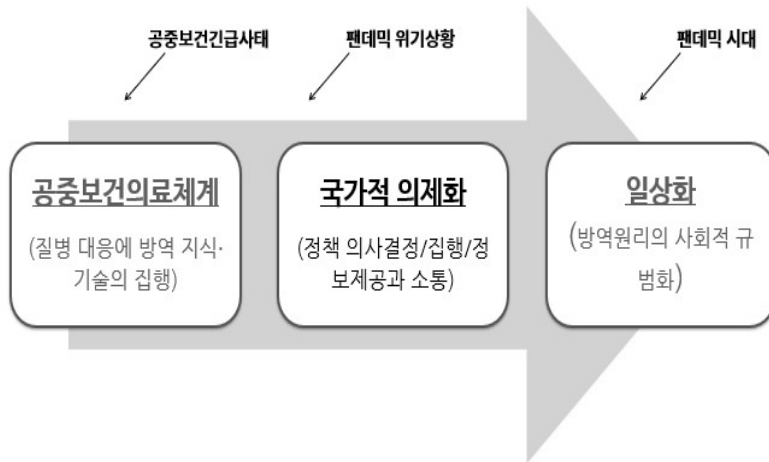 공중보건긴급사태
팬데믹 위기상황
팬데믹 시대
공중보건의료체계
(질병 대응에 방역 지식·
기술의 집행)
국가적 의제화
(정책 의사결정/집행/정
보제공과 소통)
일상화
(방역원리의 사회적 규
범화)